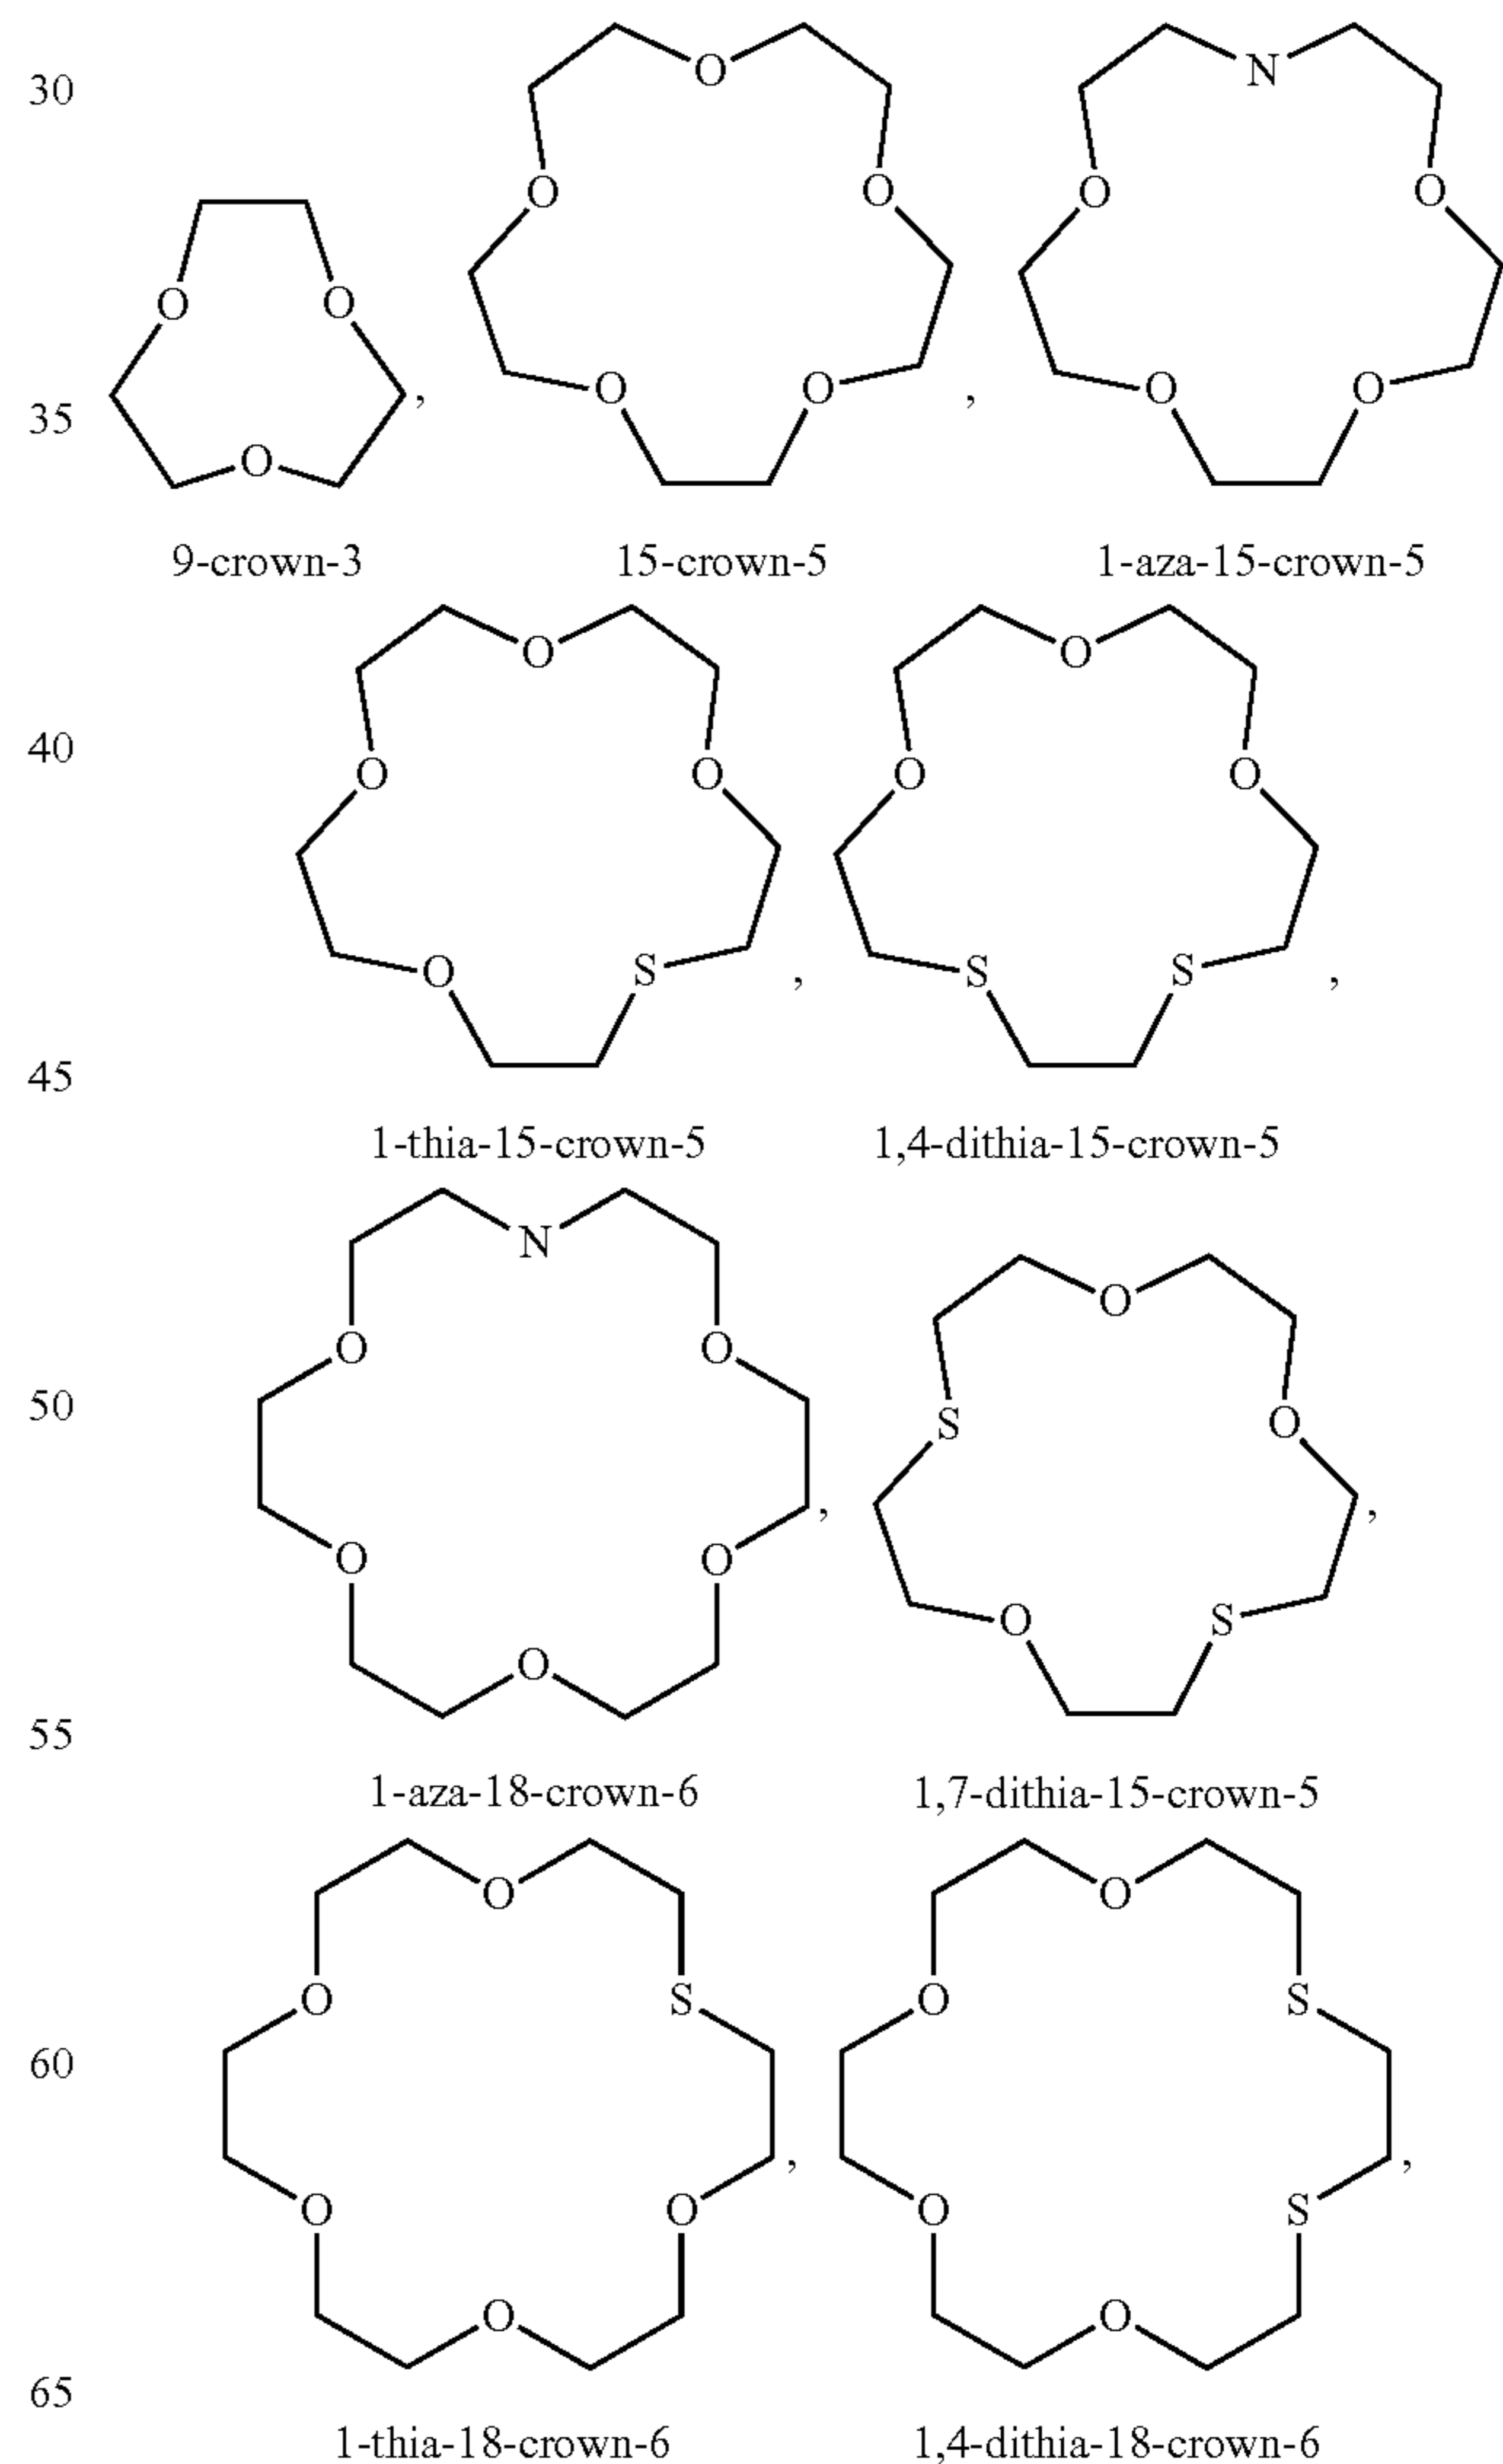 30
O
O
N
O
O
O
O
O
O
O
,
O
O
,
O
O
35
O
9-crown-3
15-crown-5
1-aza-15-crown-5
O
O
40
O
O
O
O
O
S
,
S
S
,
45
1-thia-15-crown-5
1,4-dithia-15-crown-5
N
O
O
O
50
S
O
,
,
O
O
O
S
O
55
1-aza-18-crown-6
1,7-dithia-15-crown-5
O
O
O
S
O
S
60
,
,
O
O
O
S
O
O
65
1-thia-18-crown-6
1,4-dithia-18-crown-6